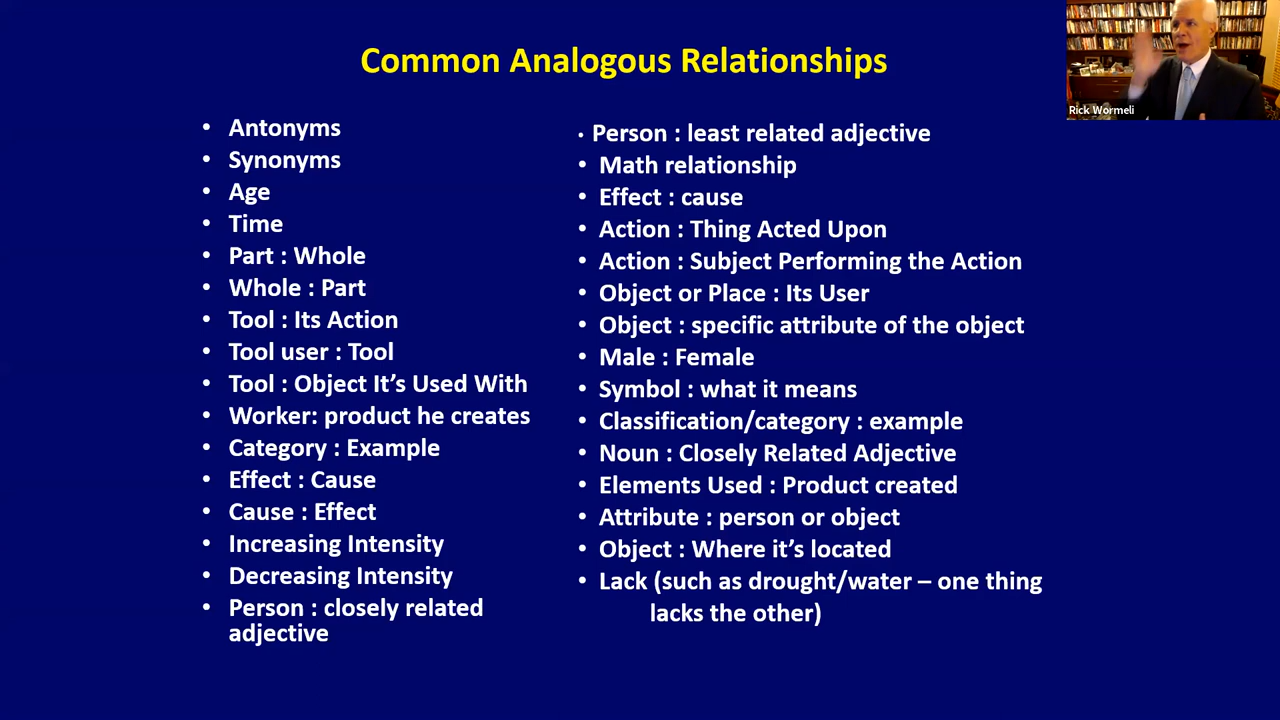 Common Analogous Relationships
Rick Wormeli
• Antonyms
• Synonyms
• Age
• Time
• Part : Whole
• Whole : Part
• Tool : Its Action
• Tool user : Tool
• Tool : Object It’s Used With
• Worker: product he creates
• Category : Example
• Effect : Cause
• Cause : Effect
• Increasing Intensity
• Decreasing Intensity
• Person : closely related
adjective
• Person : least related adjective
• Math relationship
• Effect : cause
• Action : Thing Acted Upon
• Action : Subject Performing the Action
• Object or Place : Its User
• Object : specific attribute of the object
• Male : Female
• Symbol : what it means
• Classification/category : example
• Noun : Closely Related Adjective
• Elements Used : Product created
• Attribute : person or object
• Object : Where it’s located
• Lack (such as drought/water – one thing
lacks the other)